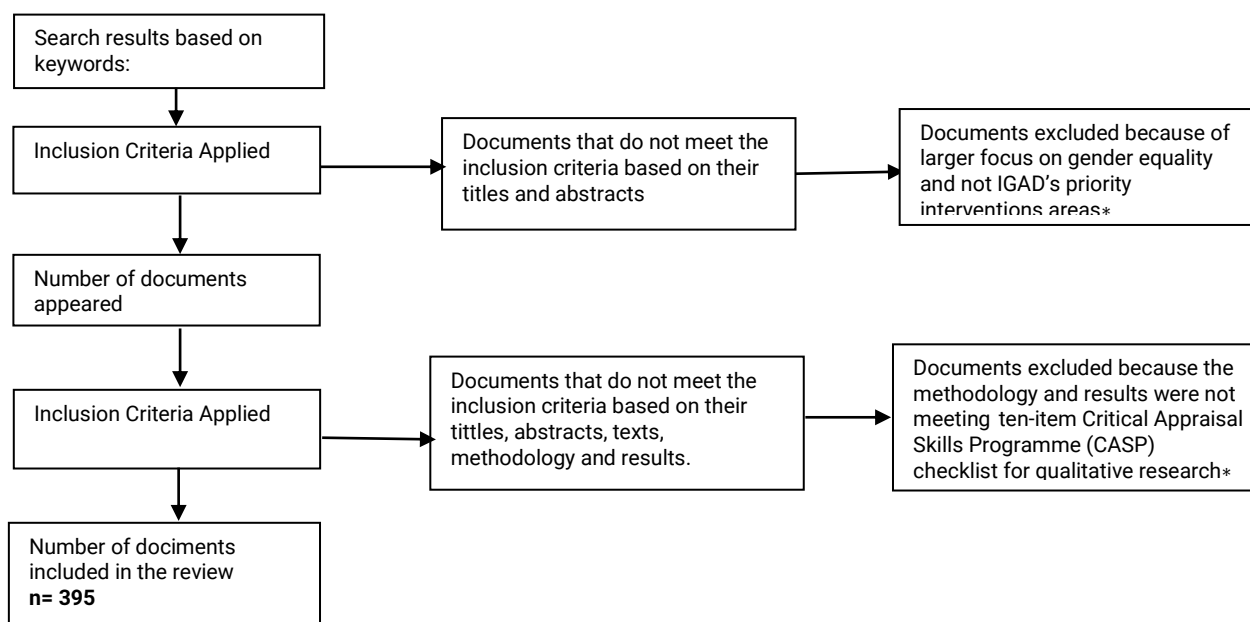 Search results based on
keywords:
Inclusion Criteria Applied
Documents that do not meet the
inclusion criteria based on their
titles and abstracts
Documents excluded because of
larger focus on gender equality
and not IGAD's priority
interventions areas*
Number of documents
appeared
Inclusion Criteria Applied
Documents that do not meet the
inclusion criteria based on their
tittles, abstracts, texts,
methodology and results.
Documents excluded because the
methodology and results were not
meeting ten-item Critical Appraisal
Skills Programme (CASP)
checklist for qualitative research*
Number of dociments
included in the review
n= 395